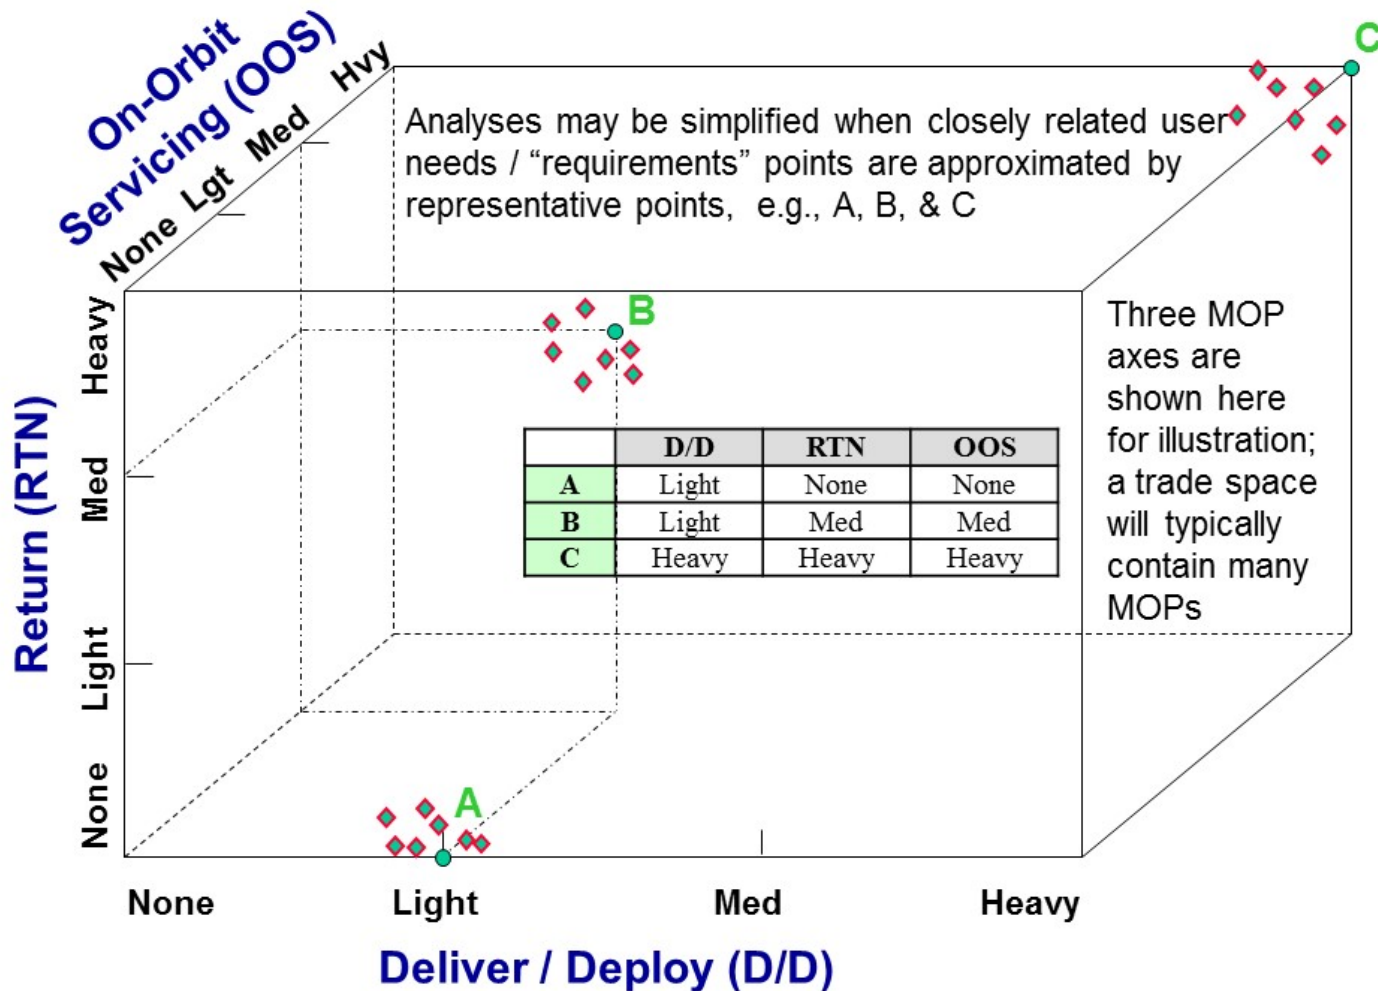 On-Orbit
Servicing (OOS)
None Lgt Med Hvy
C
Analyses may be simplified when closely related user
needs / “requirements” points are approximated by
representative points, e.g., A, B, & C
B
Three MOP
axes are
shown here
for illustration;
a trade space
will typically
contain many
MOPs
D/D RTN OOS
A Light None None
B Light Med Med
C Heavy Heavy Heavy
Return (RTN)
Heavy
Med
Light
None
A
None Light Med Heavy
Deliver / Deploy (D/D)